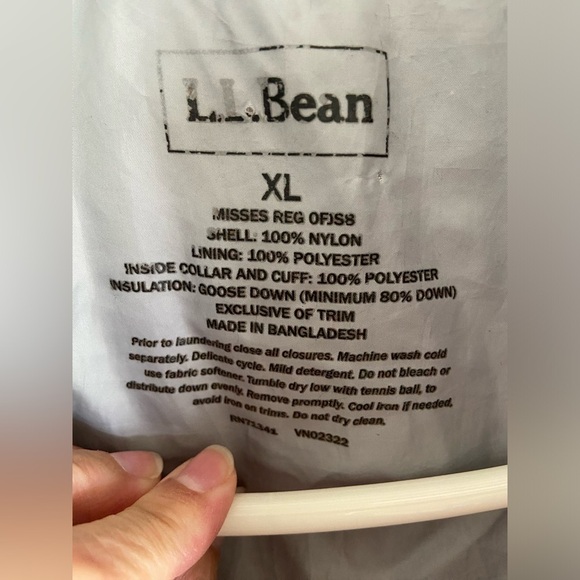 L.L.Bean
XL
MISSES REG 0FJS8
SHELL: 100% NYLON
LINING: 100% POLYESTER
INSIDE COLLAR AND CUFF: 100% POLYESTER
INSULATION: GOOSE DOWN (MINIMUM 80% DOWN)
EXCLUSIVE OF TRIM
MADE IN BANGLADESH
Prior to laundering close all closures. Machine wash cold
separately. Delicate cycle. Mild detergent. Do not bleach or
use fabric softener. Tumble dry low with tennis ball, to
distribute down evenly. Remove promptly. Cool iron if needed,
avoid iron on trims. Do not dry clean.
RN71341 VN02322